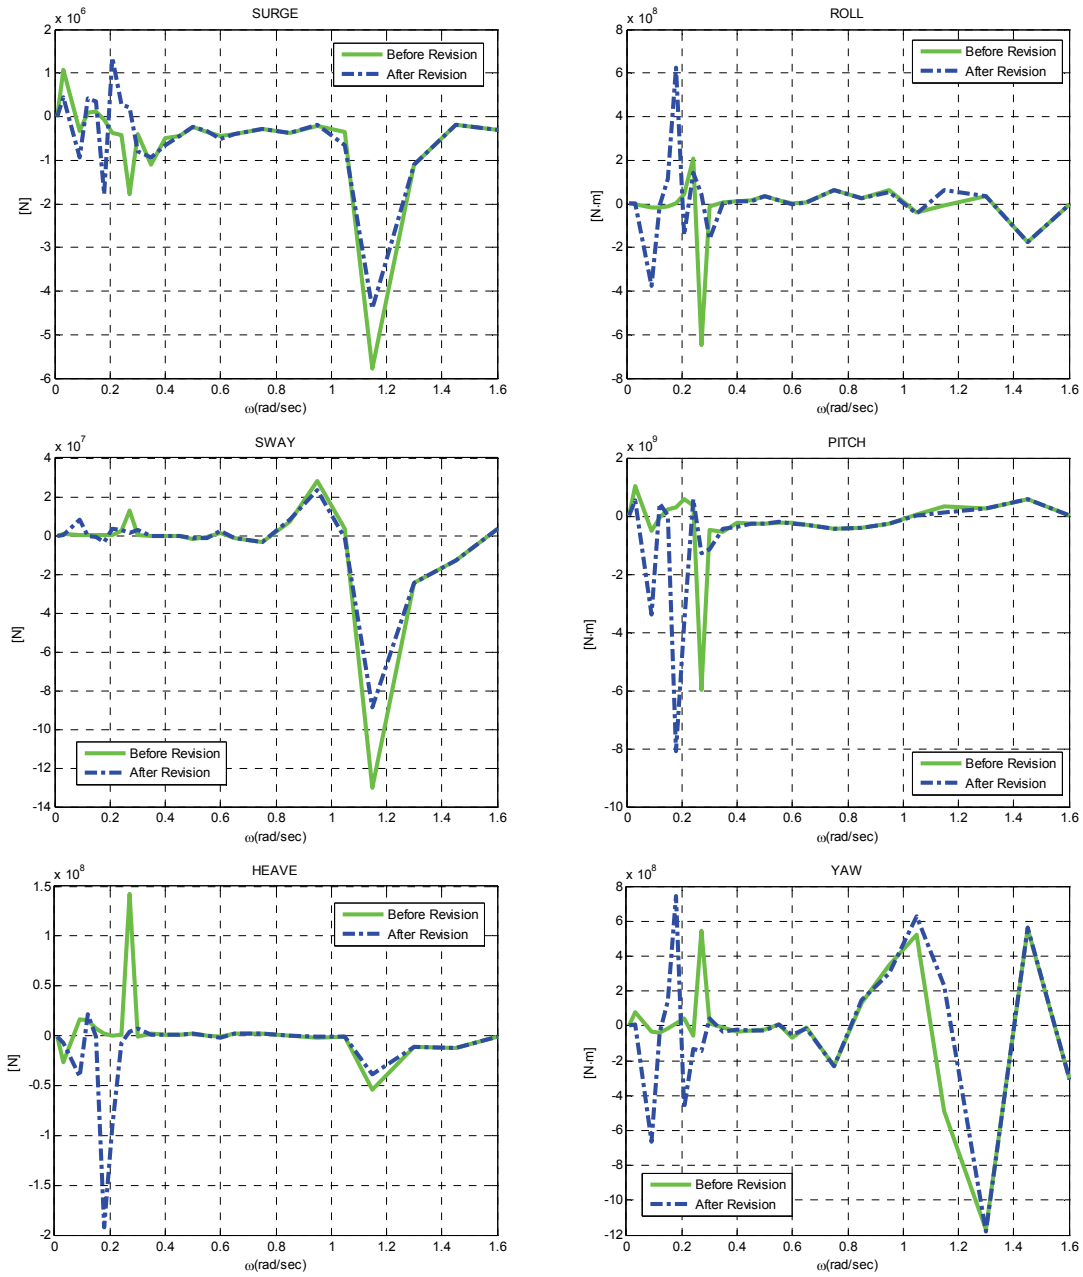 x 10^6
SURGE
2
1
0
-1
-2
-3
-4
-5
-6
[N]
0 0.2 0.4 0.6 0.8 1 1.2 1.4 1.6
ω(rad/sec)
Before Revision
After Revision
x 10^8
ROLL
8
6
4
2
0
-2
-4
-6
-8
[N·m]
0 0.2 0.4 0.6 0.8 1 1.2 1.4 1.6
ω(rad/sec)
Before Revision
After Revision
x 10^7
SWAY
4
2
0
-2
-4
-6
-8
-10
-12
-14
[N]
0 0.2 0.4 0.6 0.8 1 1.2 1.4 1.6
ω(rad/sec)
Before Revision
After Revision
x 10^9
PITCH
2
0
-2
-4
-6
-8
-10
[N·m]
0 0.2 0.4 0.6 0.8 1 1.2 1.4 1.6
ω(rad/sec)
Before Revision
After Revision
x 10^8
HEAVE
1.5
1
0.5
0
-0.5
-1
-1.5
-2
[N]
0 0.2 0.4 0.6 0.8 1 1.2 1.4 1.6
ω(rad/sec)
Before Revision
After Revision
x 10^8
YAW
8
6
4
2
0
-2
-4
-6
-8
-10
-12
[N·m]
0 0.2 0.4 0.6 0.8 1 1.2 1.4 1.6
ω(rad/sec)
Before Revision
After Revision